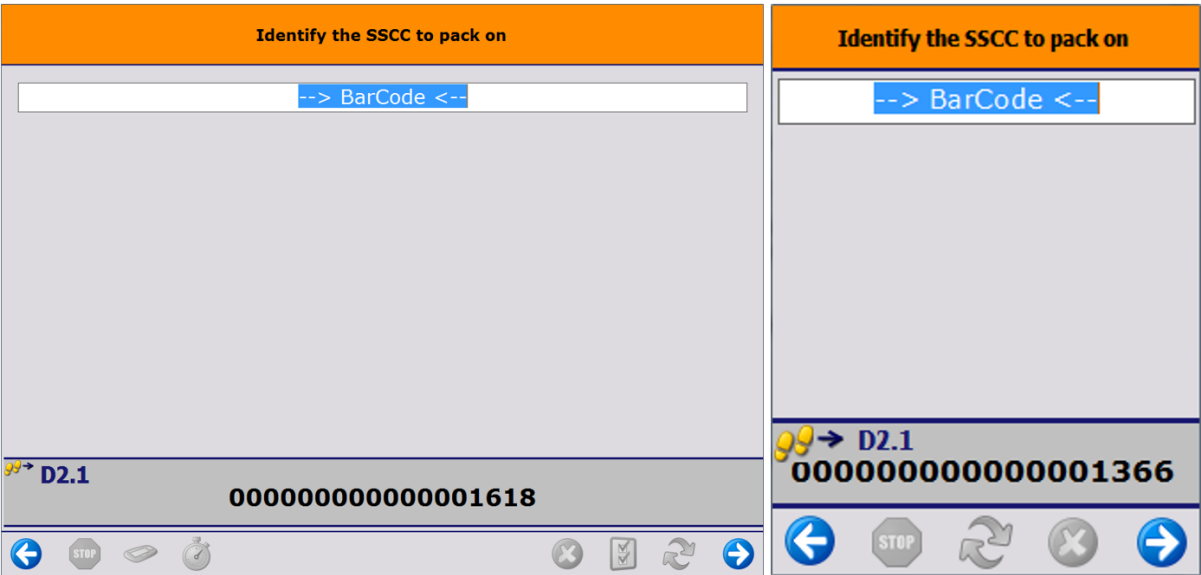 Identify the SSCC to pack on
--> BarCode <--
D2.1
000000000000001618
STOP
Identify the SSCC to pack on
--> BarCode <--
D2.1
000000000000001366
STOP